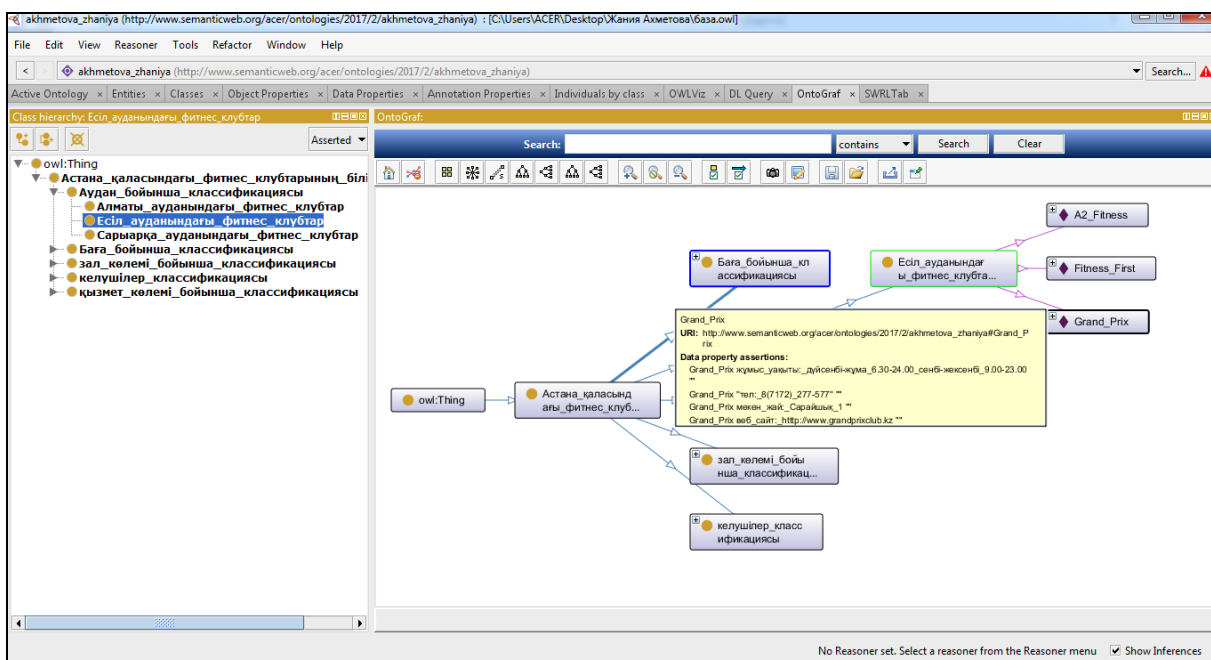 akhmetova_zhaniya (http://www.semanticweb.org/acer/ontologies/2017/2/akhmetova_zhaniya) : [C:\Users\ACER\Desktop\Жания Ахметова\база.owl]
File Edit View Reasoner Tools Refactor Window Help
< > akhmetova_zhaniya (http://www.semanticweb.org/acer/ontologies/2017/2/akhmetova_zhaniya) Search...
Active Ontology × Entities × Classes × Object Properties × Data Properties × Annotation Properties × Individuals by class × OWLViz × DL Query × OntoGraf × SWRLTab ×
Class hierarchy: Есіл_ауданындағы_фитнес_клубтар
Asserted
owl:Thing
Астана_қаласындағы_фитнес_клубтарының_білі
Аудан_бойынша_классификациясы
Алматы_ауданындағы_фитнес_клубтар
Есіл_ауданындағы_фитнес_клубтар
Сарыарқа_ауданындағы_фитнес_клубтар
Баға_бойынша_классификациясы
зал_көлемі_бойынша_классификациясы
келушілер_классификациясы
қызмет_көлемі_бойынша_классификациясы
OntoGraf:
Search: contains Search Clear
A2_Fitness
Баға_бойынша_кл
ассификациясы
Есіл_ауданындағ
ы_фитнес_клубта...
Fitness_First
Grand_Prix
Grand_Prix
URI: http://www.semanticweb.org/acer/ontologies/2017/2/akhmetova_zhaniya#Grand_P
rix
Data property assertions:
Grand_Prix жұмыс_уақыты:_дүйсенбі-жұма_6.30-24.00_сенбі-жексенбі_9.00-23.00
""
Grand_Prix "тел:_8(7172)_277-577" ""
Grand_Prix мекен_жай:_Сарайшық_1 ""
Grand_Prix веб_сайт:_http://www.grandprixclub.kz ""
owl:Thing
Астана_қаласынд
ағы_фитнес_клуб...
зал_көлемі_бойы
нша_классификац...
келушілер_класс
ификациясы
No Reasoner set. Select a reasoner from the Reasoner menu Show Inferences